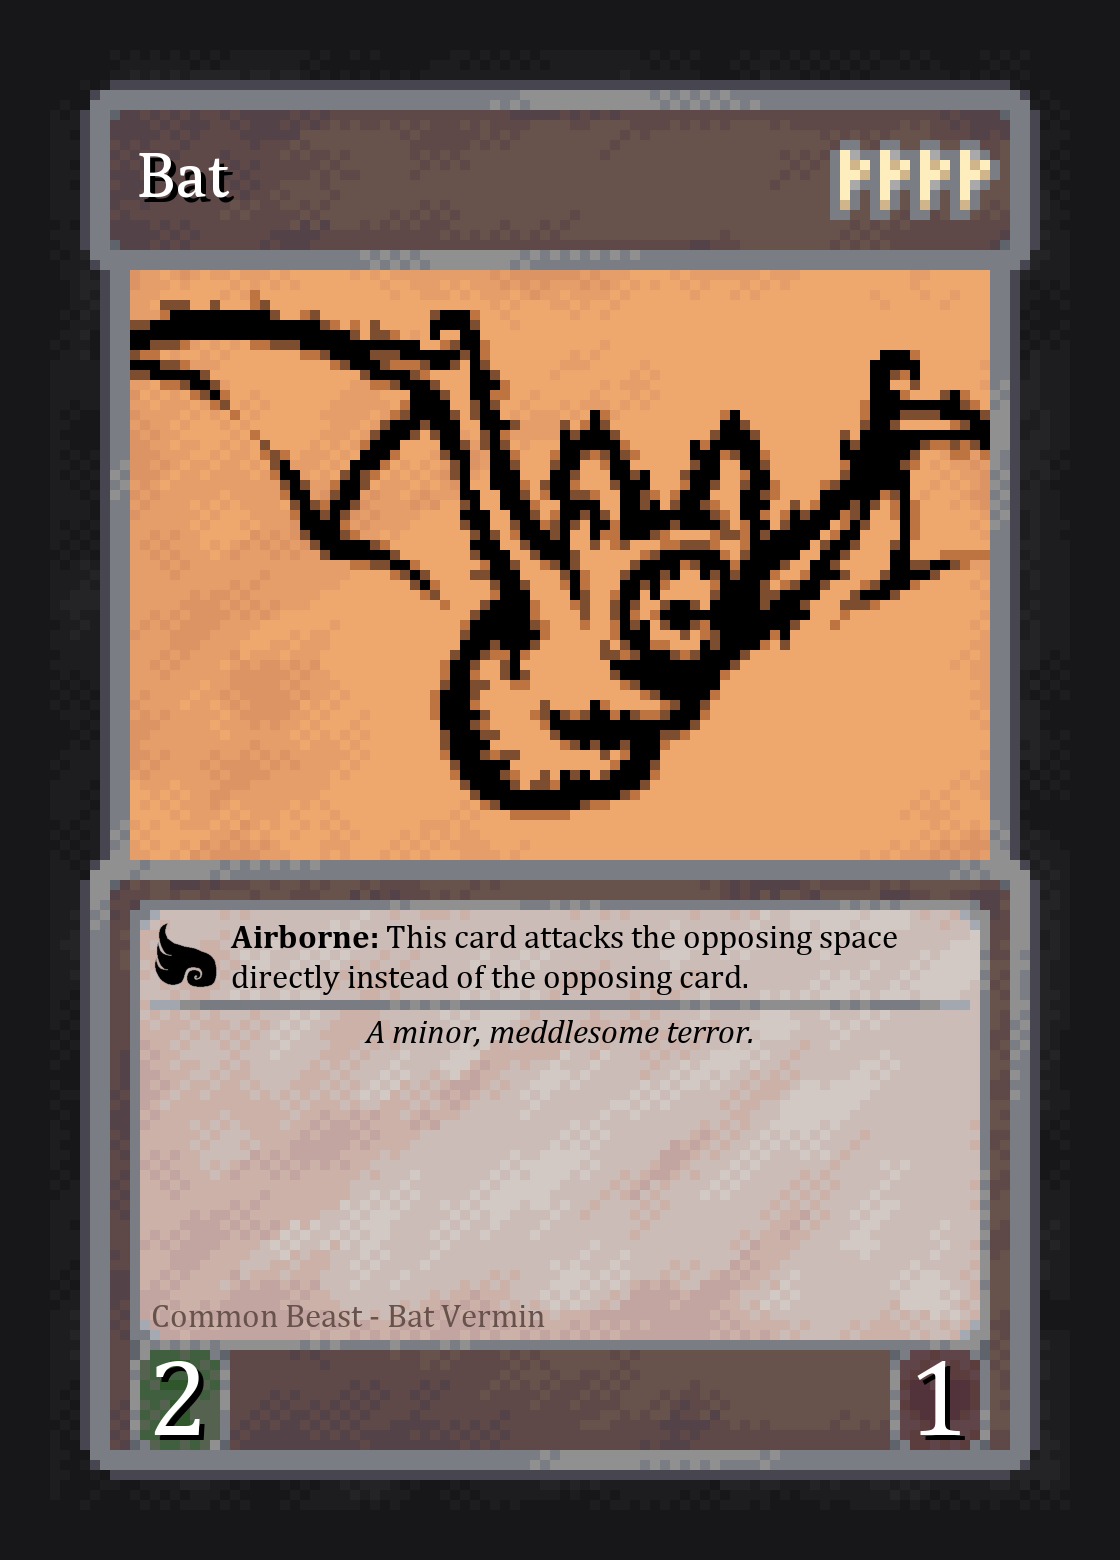 Bat
Airborne: This card attacks the opposing space
directly instead of the opposing card.
A minor, meddlesome terror.
Common Beast - Bat Vermin
2
1